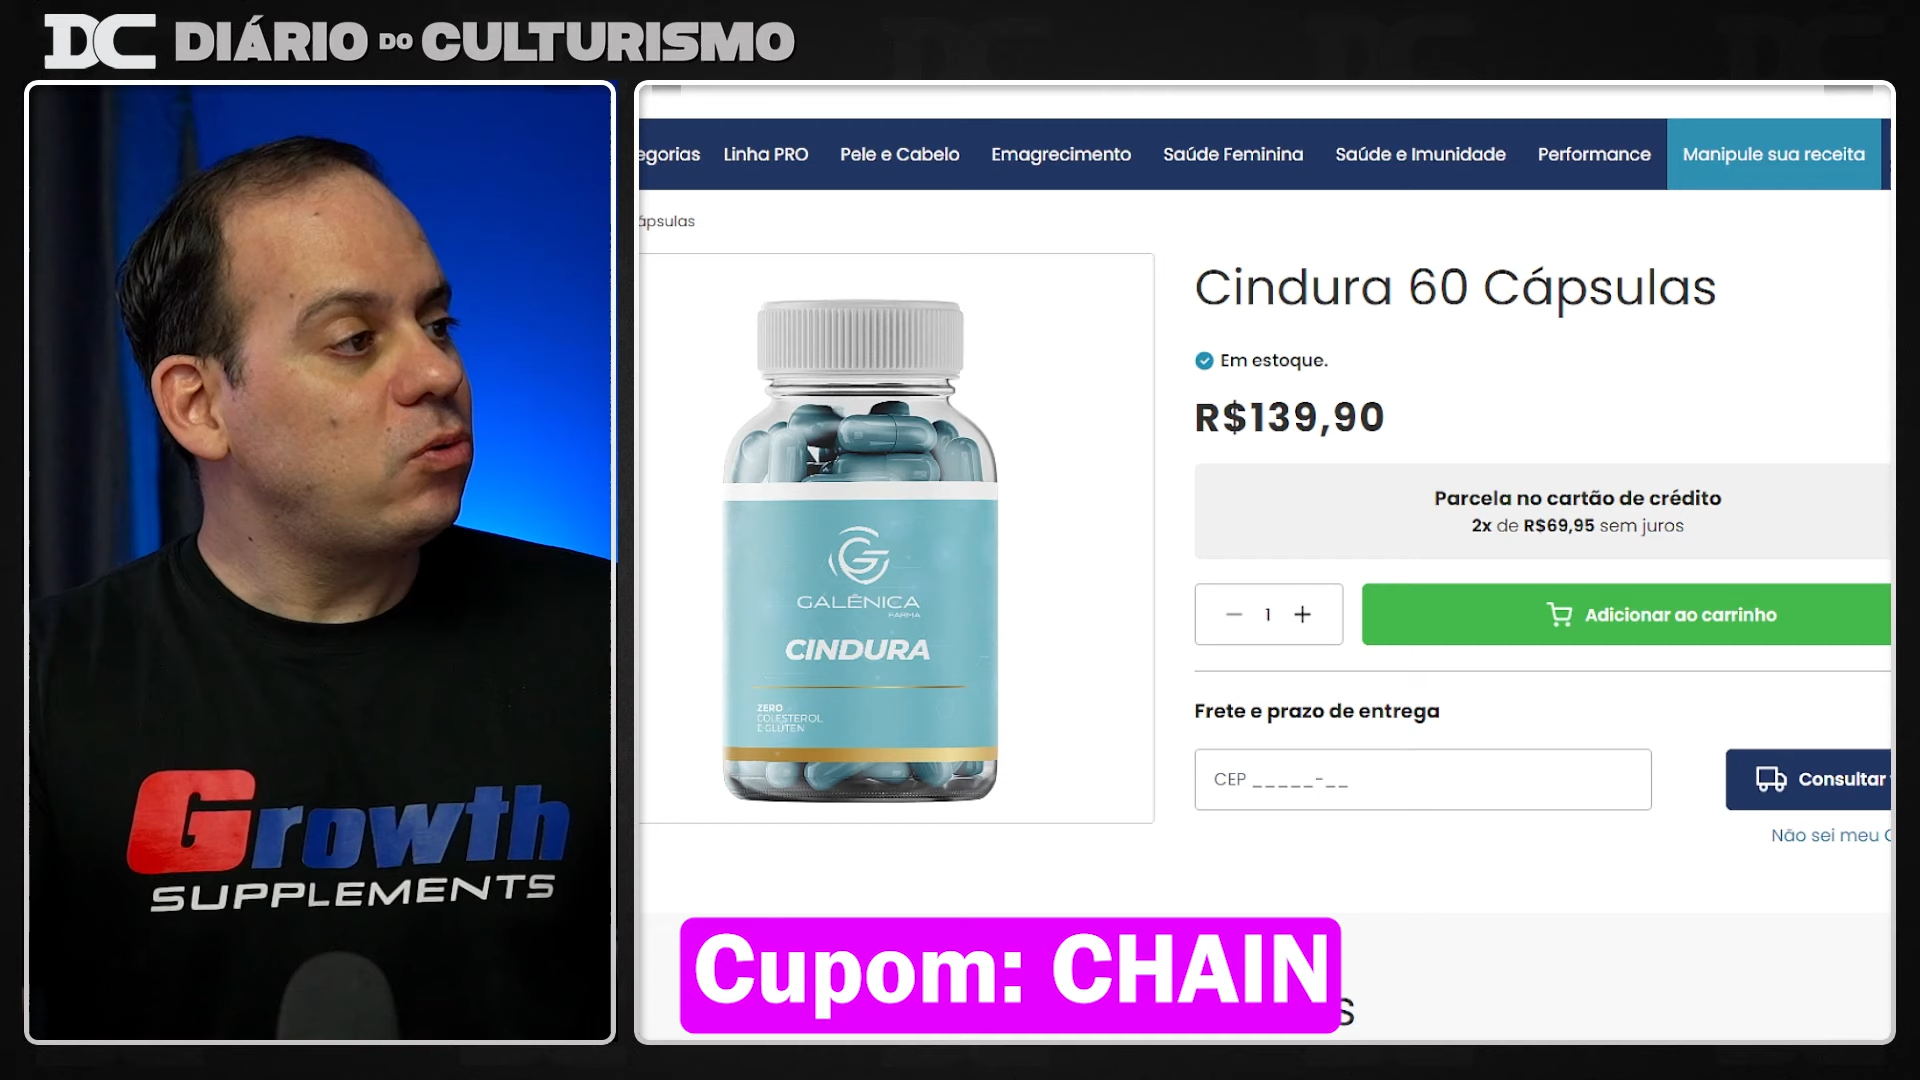 DC DIÁRIO DO CULTURISMO
Growth
SUPPLEMENTS
egorias Linha PRO Pele e Cabelo Emagrecimento Saúde Feminina Saúde e Imunidade Performance Manipule sua receita
ápsulas
G
GALÊNICA
FARMA
CINDURA
ZERO
COLESTEROL
E GLÚTEN
Cindura 60 Cápsulas
Em estoque.
R$139,90
Parcela no cartão de crédito
2x de R$69,95 sem juros
− 1 +
Adicionar ao carrinho
Frete e prazo de entrega
CEP _____-__
Consultar
Não sei meu C
Cupom: CHAIN
s